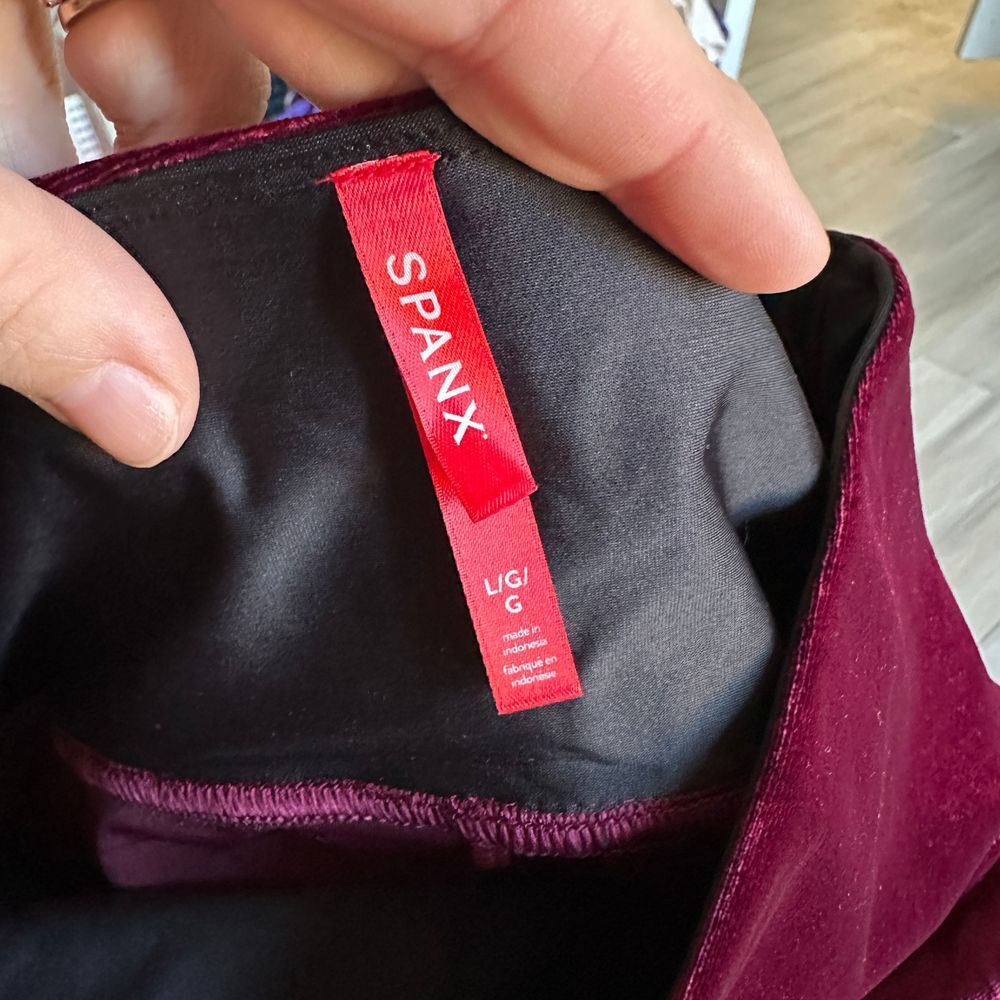 SPANX
L/G/
G
made in
indonesia
fabriqué en
indonésie